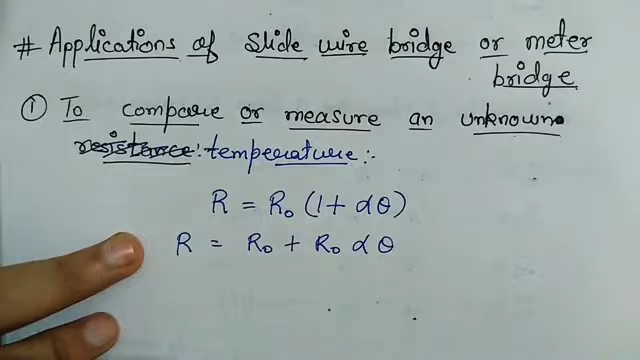 # Applications of slide wire bridge or meter
bridge
① To compare or measure an unknown
resistance: temperature:-
R = R₀ (1 + αθ)
R = R₀ + R₀ αθ